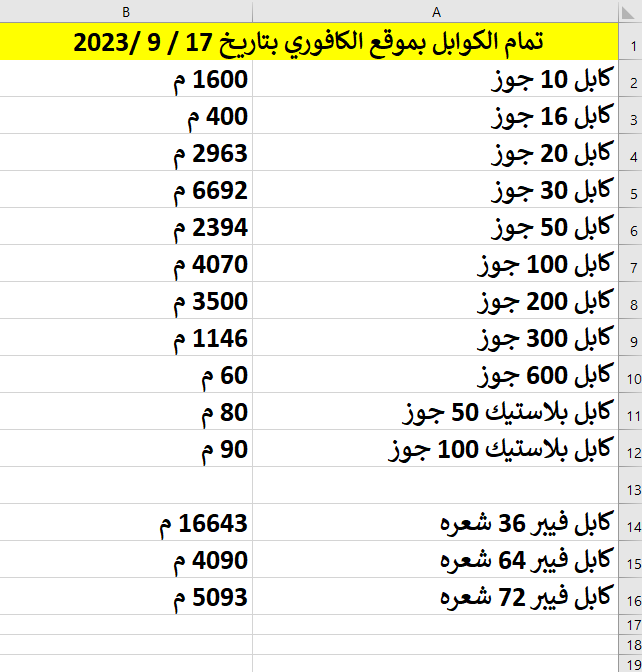 B A
1 تمام الكوابل بموقع الكافوري بتاريخ 17 / 9 /2023
2 كابل 10 جوز 1600 م
3 كابل 16 جوز 400 م
4 كابل 20 جوز 2963 م
5 كابل 30 جوز 6692 م
6 كابل 50 جوز 2394 م
7 كابل 100 جوز 4070 م
8 كابل 200 جوز 3500 م
9 كابل 300 جوز 1146 م
10 كابل 600 جوز 60 م
11 كابل بلاستيك 50 جوز 80 م
12 كابل بلاستيك 100 جوز 90 م
13
14 كابل فيبر 36 شعره 16643 م
15 كابل فيبر 64 شعره 4090 م
16 كابل فيبر 72 شعره 5093 م
17
18
19